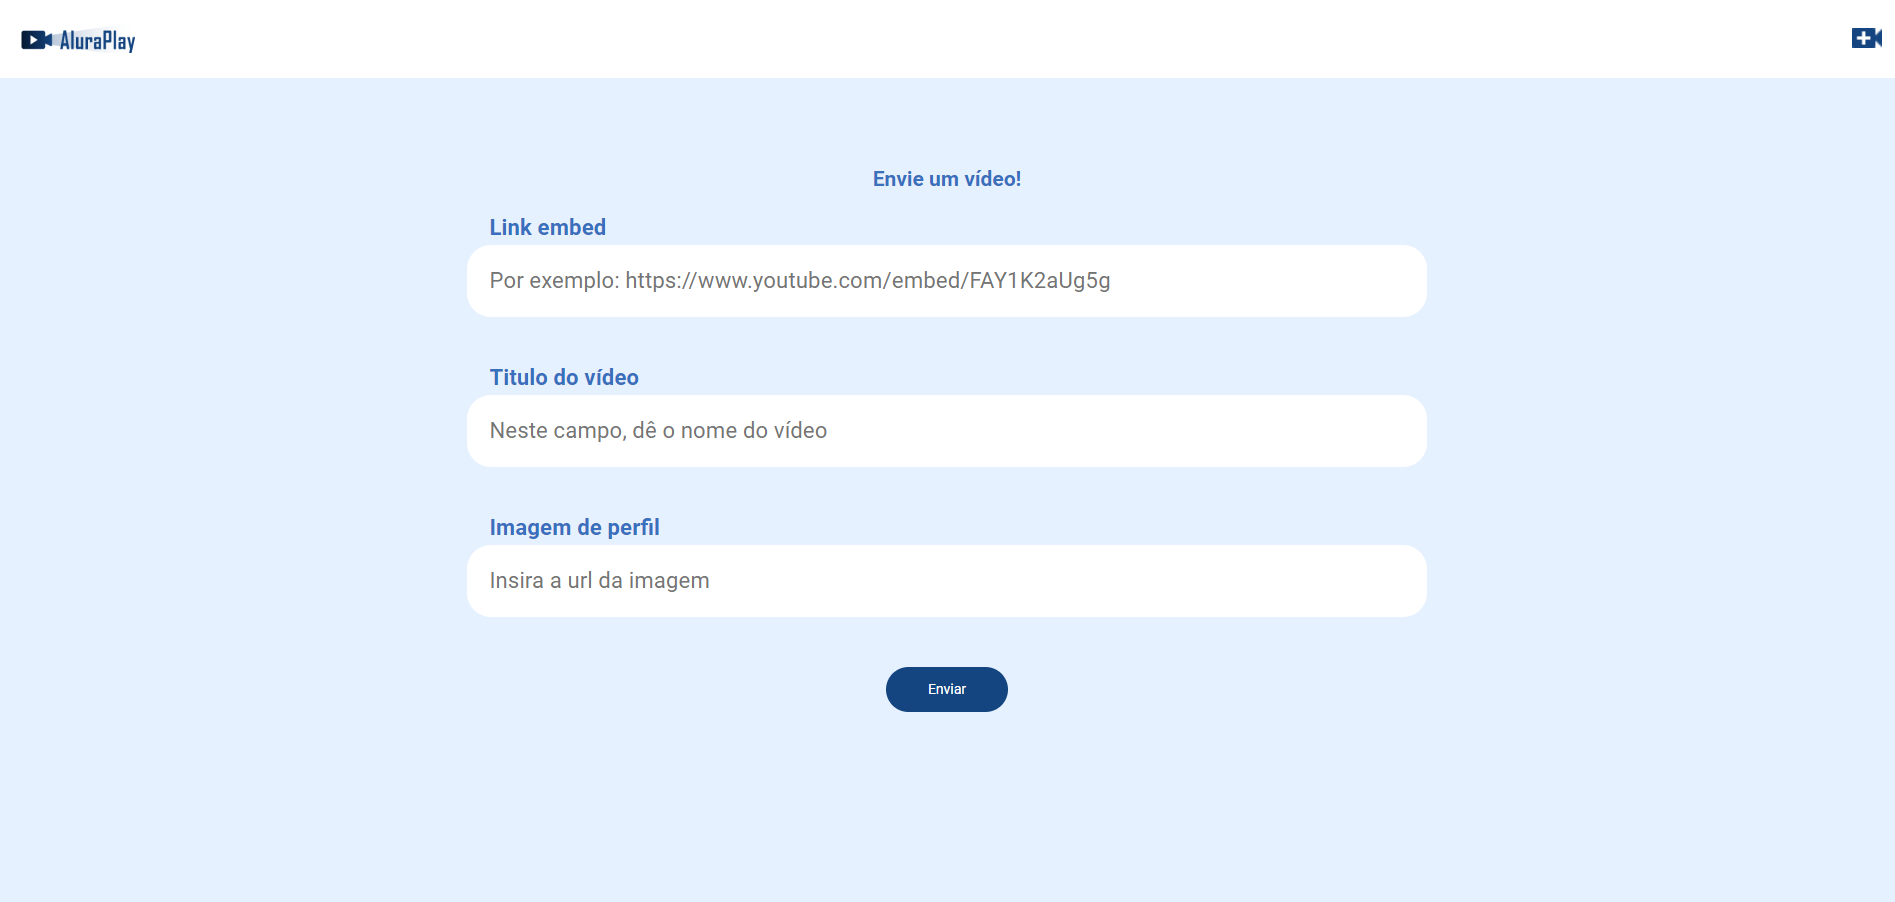 AluraPlay
Envie um vídeo!
Link embed
Por exemplo: https://www.youtube.com/embed/FAY1K2aUg5g
Titulo do vídeo
Neste campo, dê o nome do vídeo
Imagem de perfil
Insira a url da imagem
Enviar